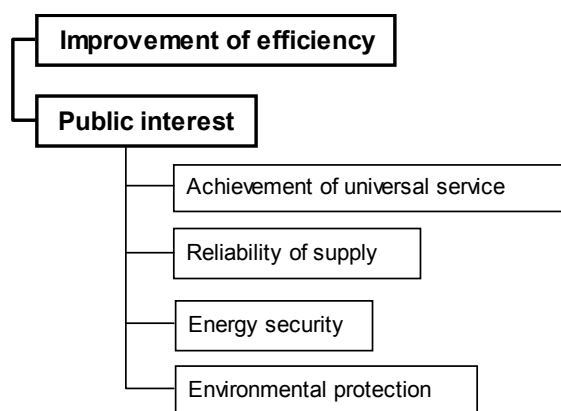 Improvement of efficiency
Public interest
Achievement of universal service
Reliability of supply
Energy security
Environmental protection